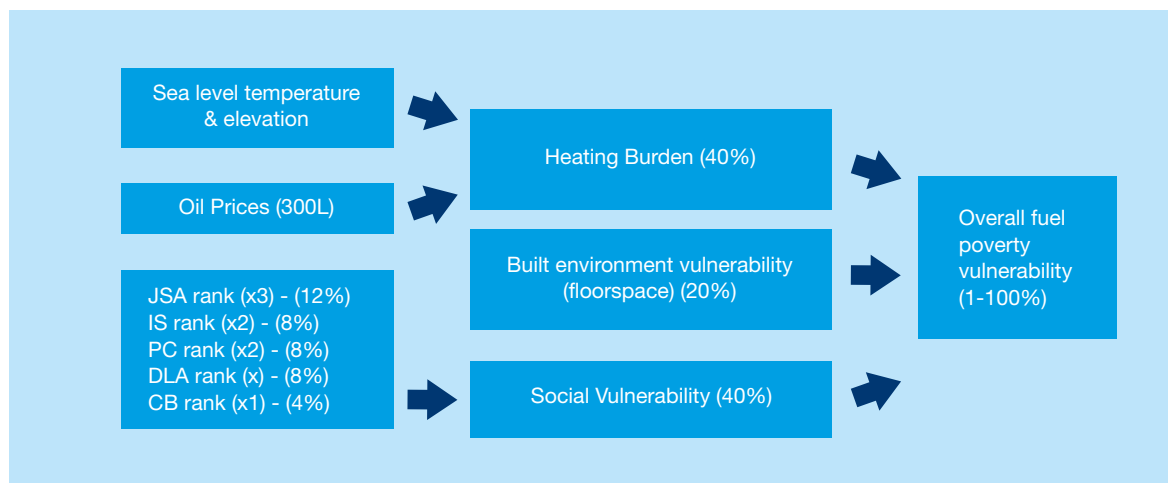 Sea level temperature
& elevation
Oil Prices (300L)
JSA rank (x3) - (12%)
IS rank (x2) - (8%)
PC rank (x2) - (8%)
DLA rank (x) - (8%)
CB rank (x1) - (4%)
Heating Burden (40%)
Built environment vulnerability
(floorspace) (20%)
Social Vulnerability (40%)
Overall fuel
poverty
vulnerability
(1-100%)